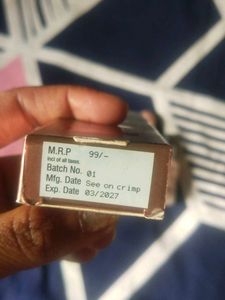 M.R.P 99/-
incl of all taxes.
Batch No. 01
Mfg. Date See on crimp
Exp. Date 03/2027